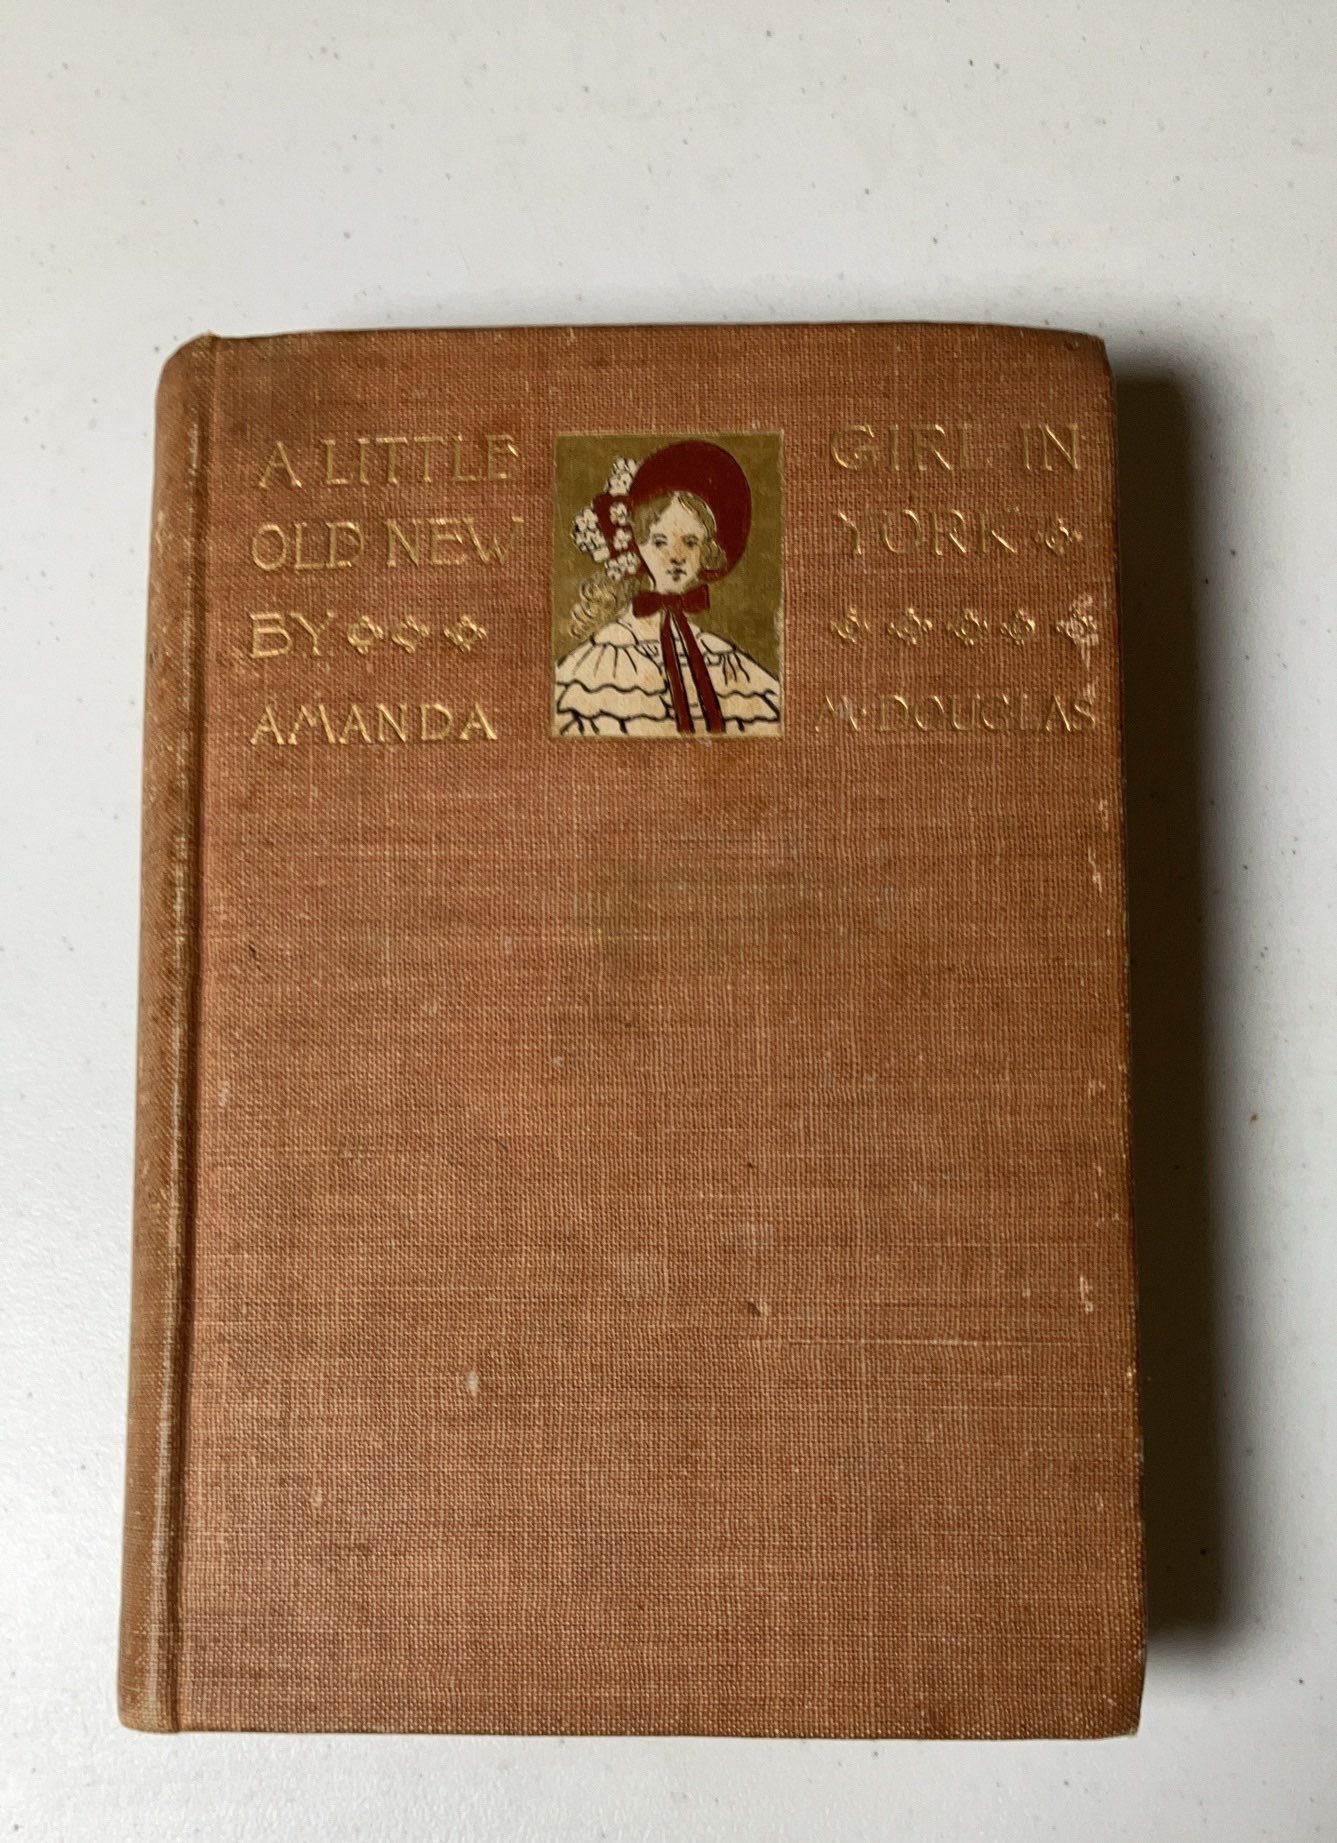 A LITTLE GIRL IN
OLD NEW YORK
BY
AMANDA M. DOUGLAS